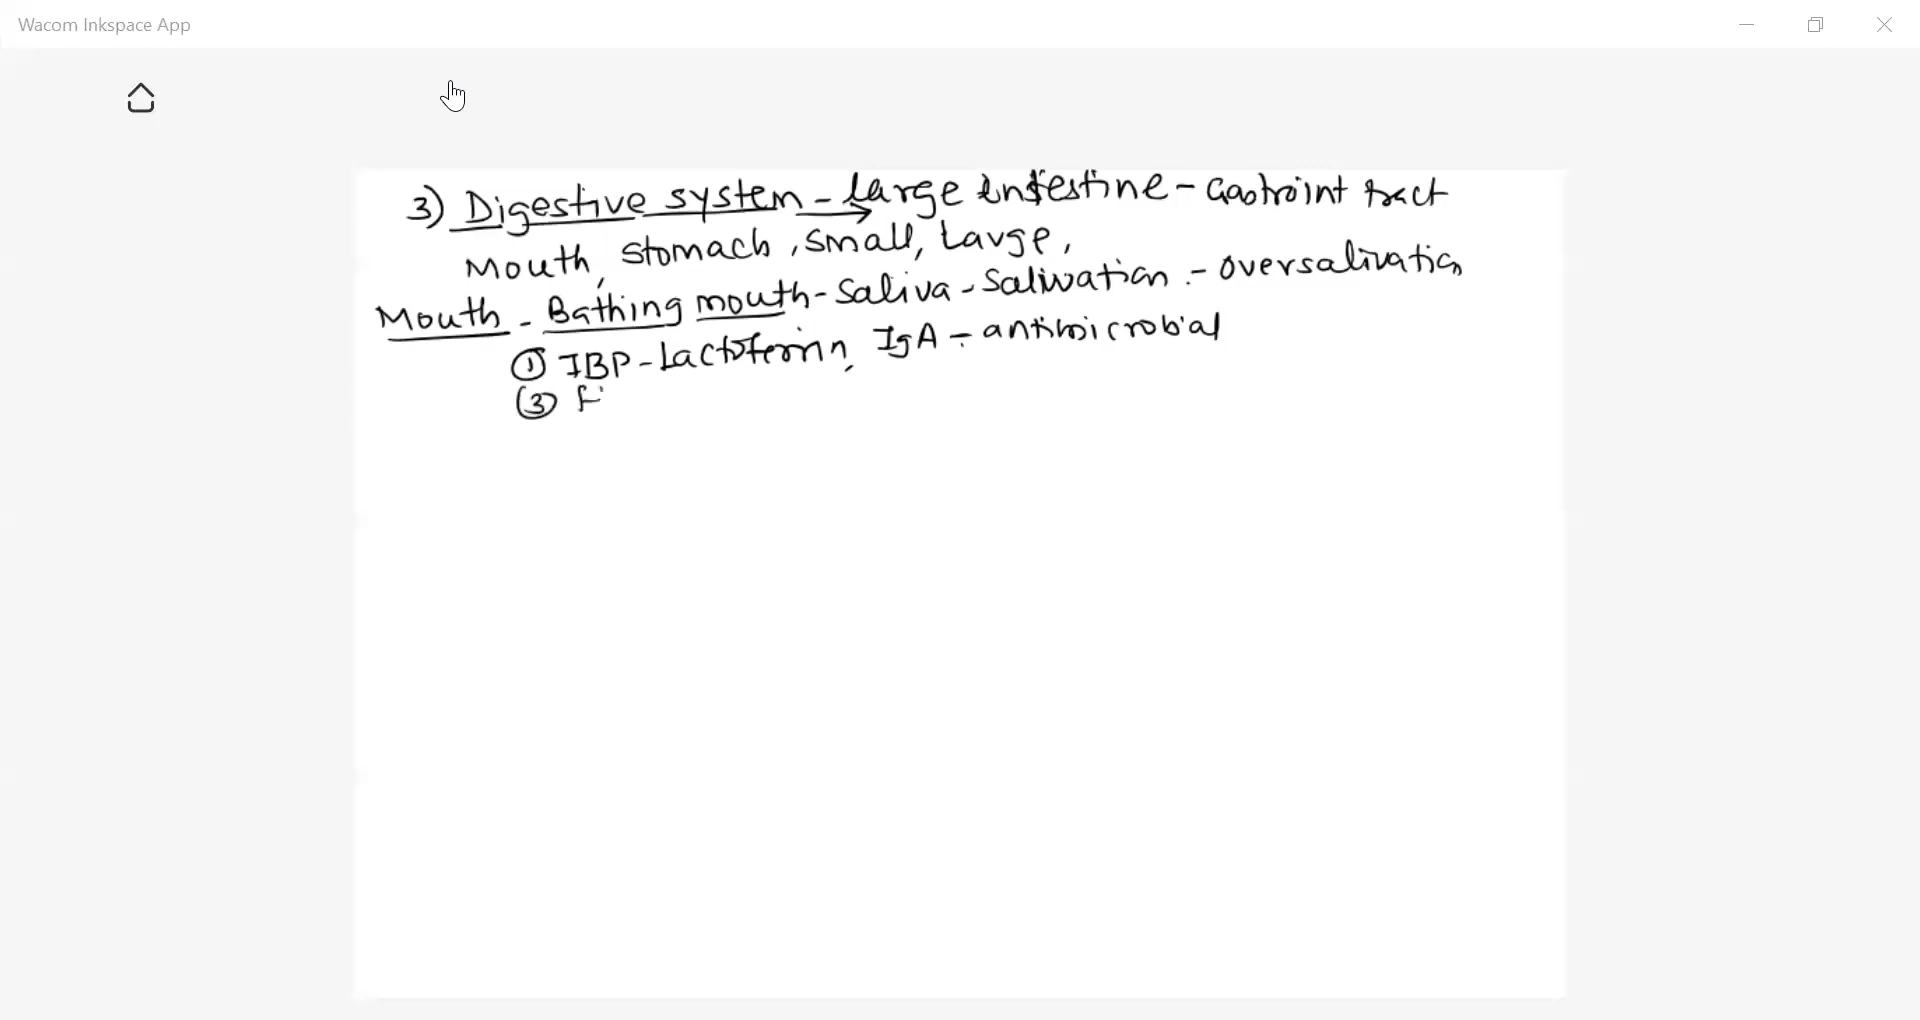 Wacom Inkspace App
3) Digestive system - large intestine - Gastroint tract
Mouth, stomach, small, Large,
Mouth - Bathing mouth - saliva - salivation - oversalivation
① IBP - Lactoferrin, IgA - antimicrobial
③